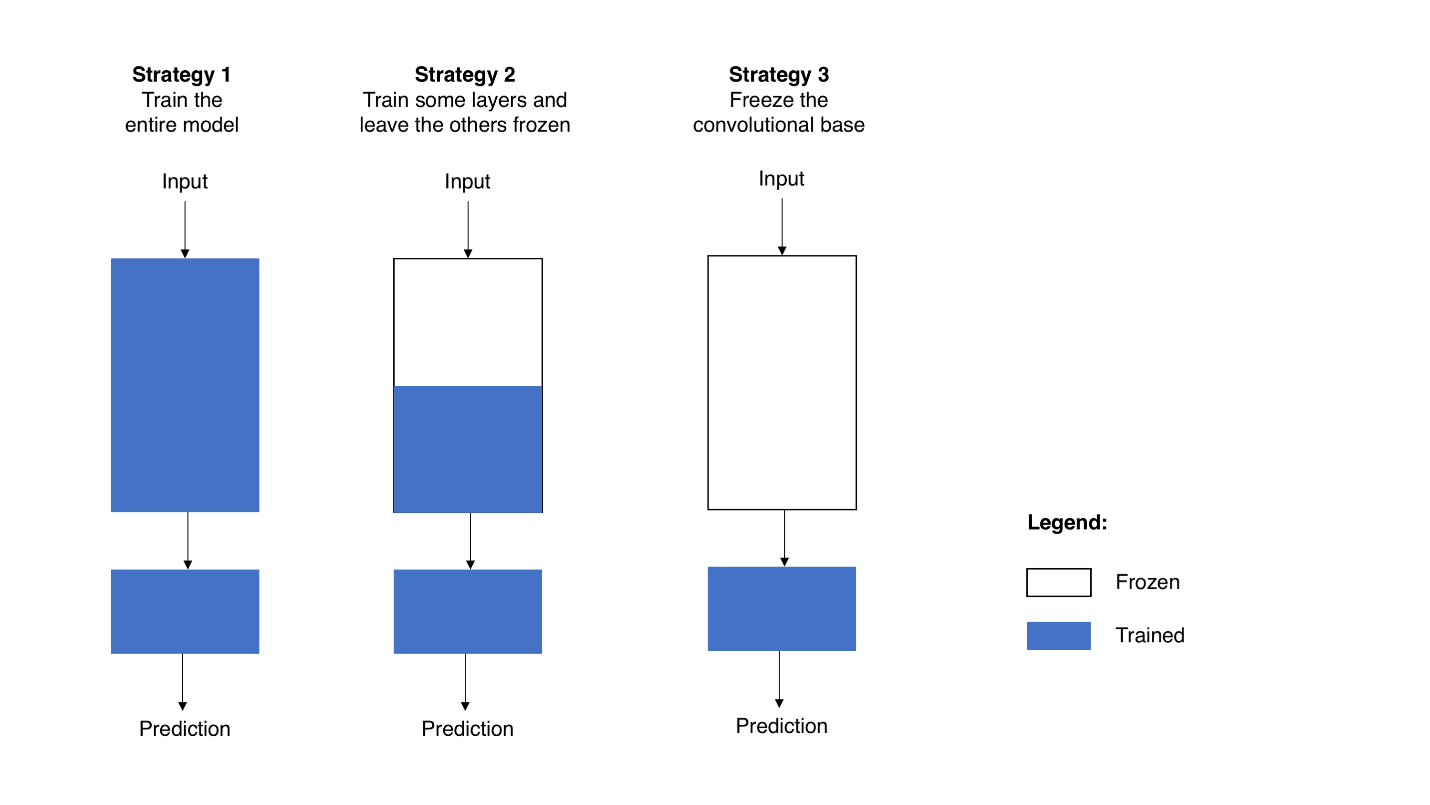 Strategy 1
Train the
entire model
Input
Prediction
Strategy 2
Train some layers and
leave the others frozen
Input
Prediction
Strategy 3
Freeze the
convolutional base
Input
Prediction
Legend:
Frozen
Trained